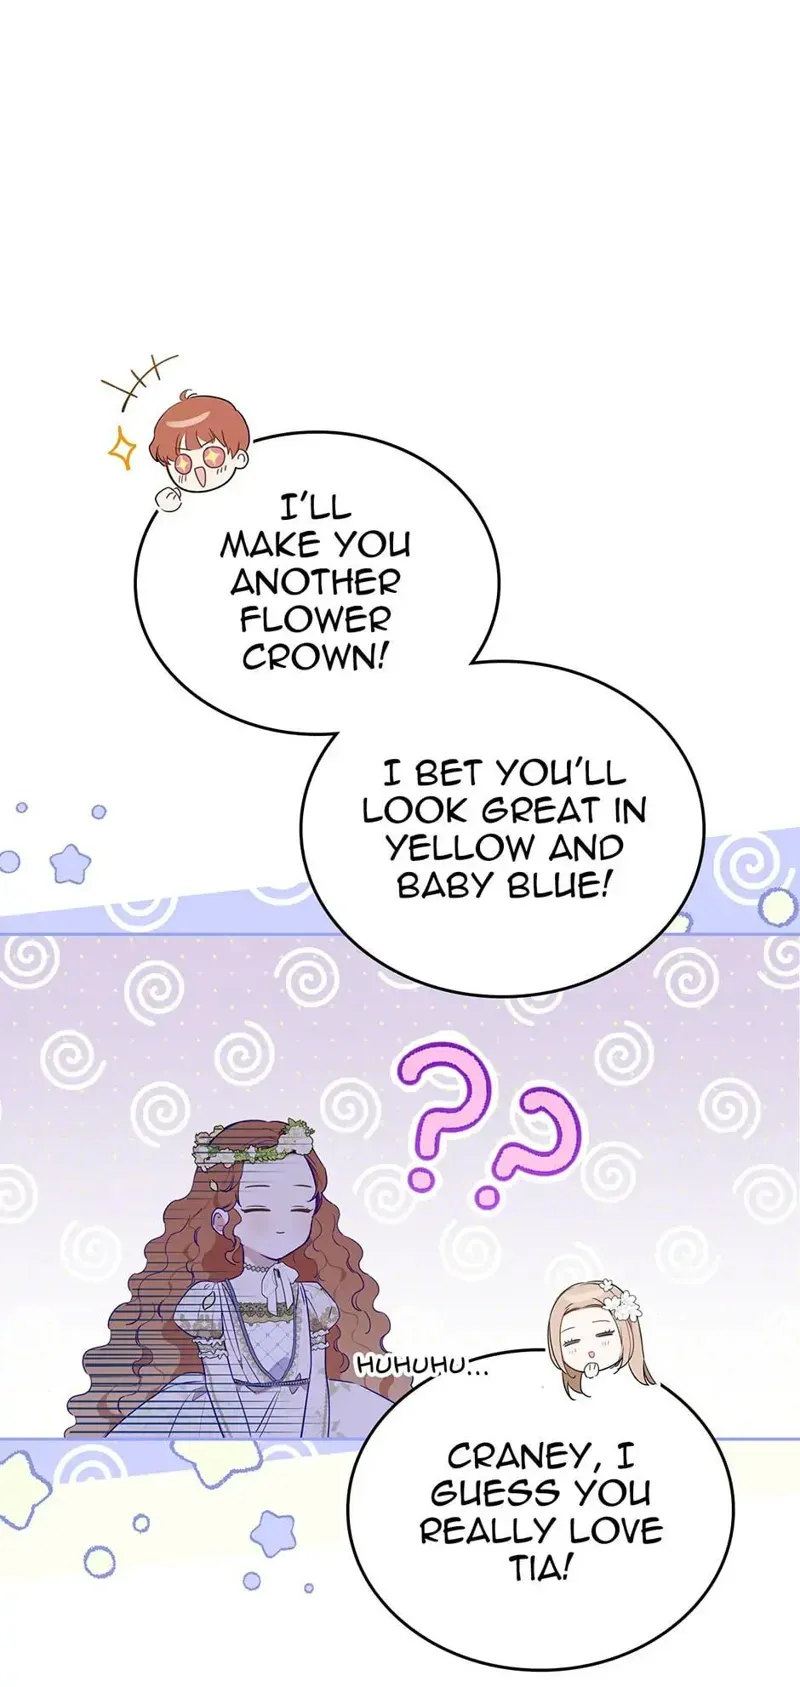 I'LL
MAKE YOU
ANOTHER
FLOWER
CROWN!
I BET YOU'LL
LOOK GREAT IN
YELLOW AND
BABY BLUE!
??
HUHUHU...
CRANEY, I
GUESS YOU
REALLY LOVE
TIA!